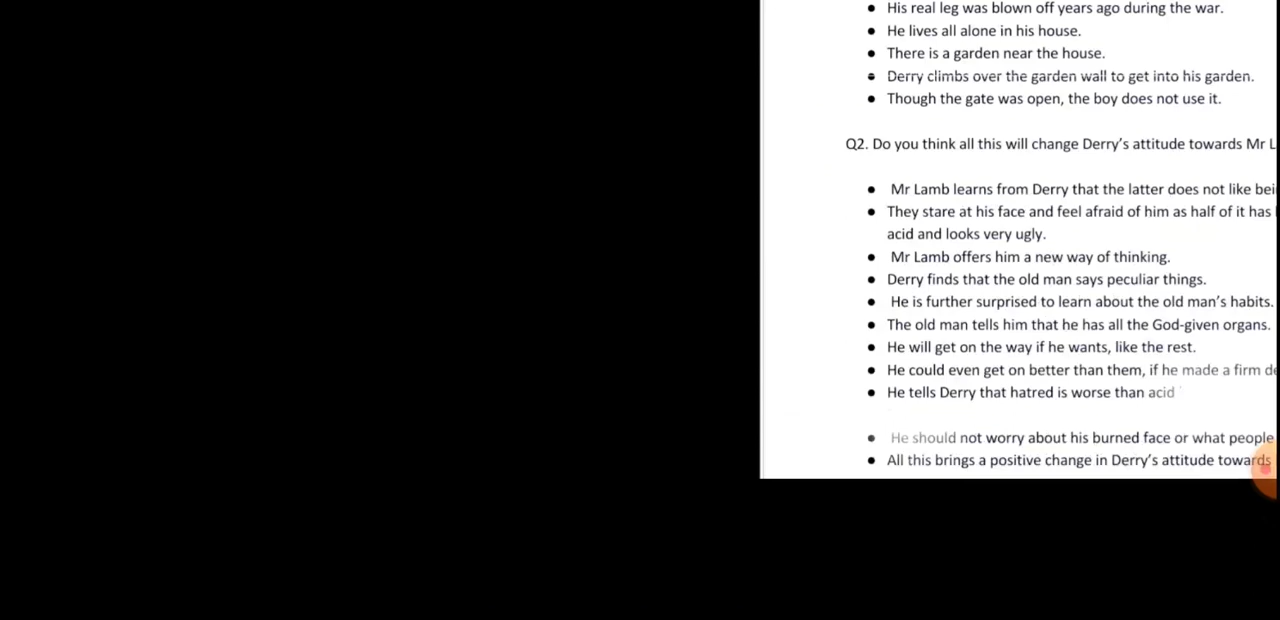 • His real leg was blown off years ago during the war.
• He lives all alone in his house.
• There is a garden near the house.
• Derry climbs over the garden wall to get into his garden.
• Though the gate was open, the boy does not use it.
Q2. Do you think all this will change Derry's attitude towards Mr
• Mr Lamb learns from Derry that the latter does not like
• They stare at his face and feel afraid of him as half of it has
acid and looks very ugly.
• Mr Lamb offers him a new way of thinking.
• Derry finds that the old man says peculiar things.
• He is further surprised to learn about the old man's habits.
• The old man tells him that he has all the God-given organs.
• He will get on the way if he wants, like the rest.
• He could even get on better than them, if he made a firm
• He tells Derry that hatred is worse than acid
• He should not worry about his burned face or what people
• All this brings a positive change in Derry's attitude towards